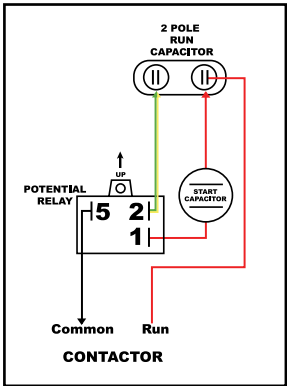 2 POLE
RUN
CAPACITOR
UP
POTENTIAL
RELAY
5 2
1
START
CAPACITOR
Common Run
CONTACTOR